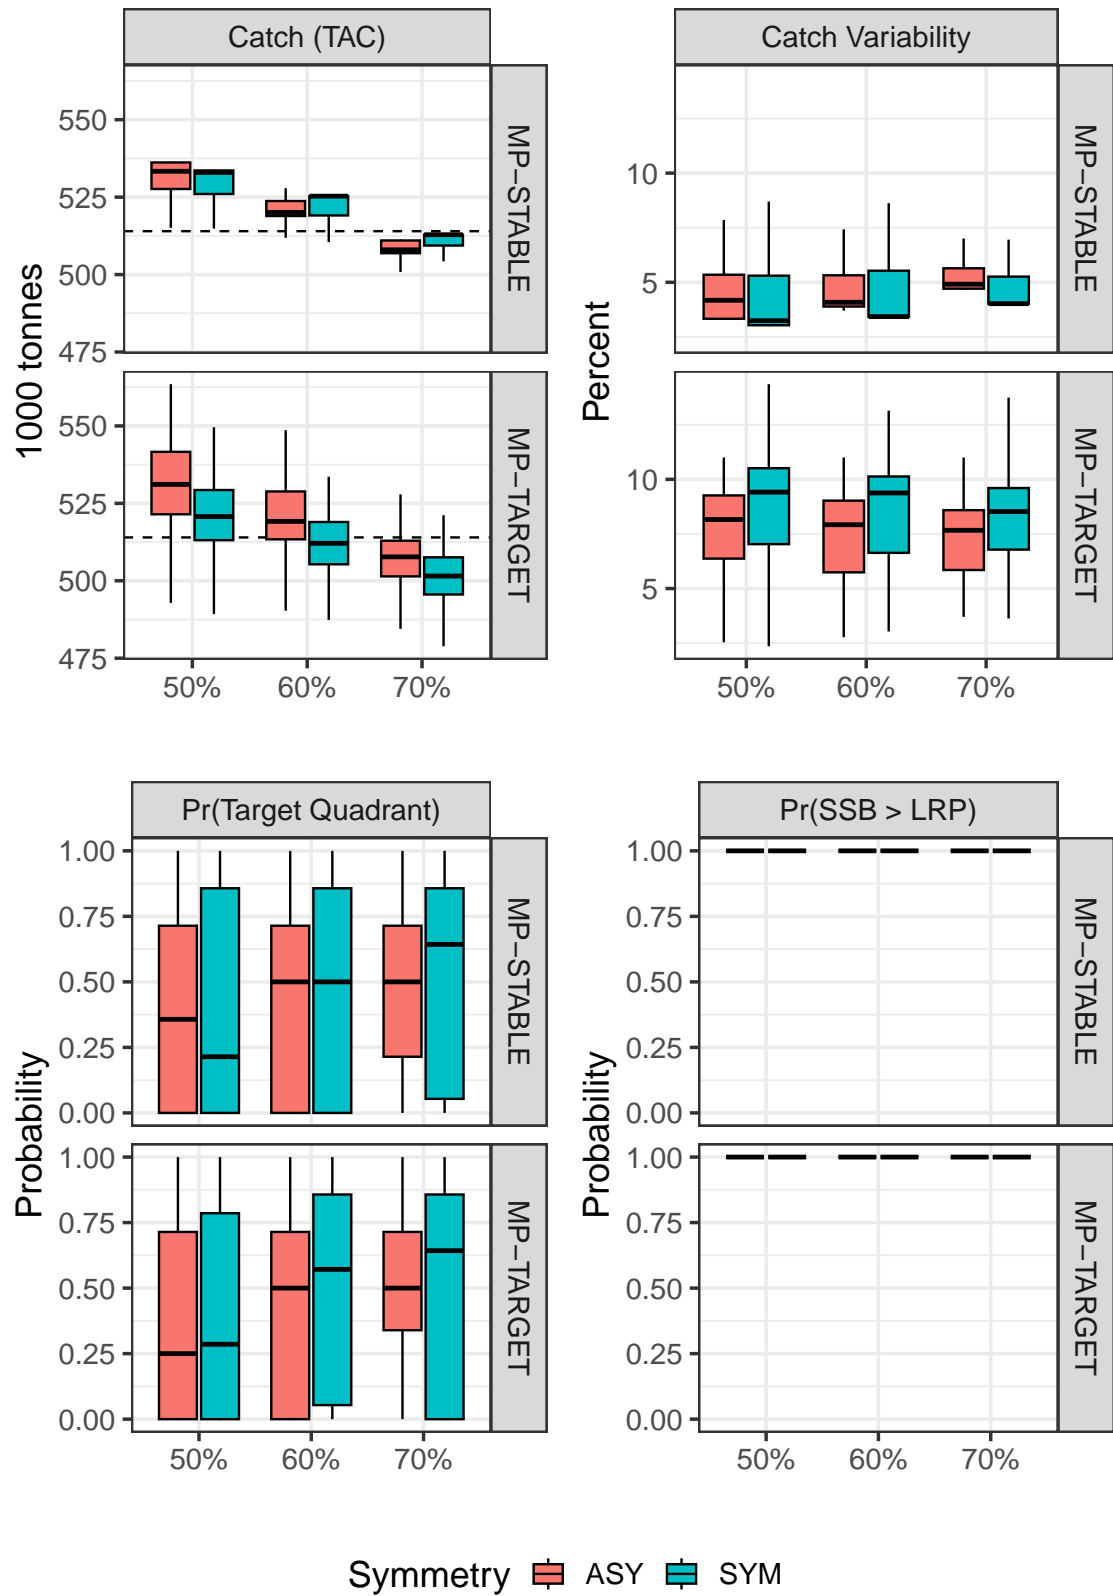 Catch (TAC)
1000 tonnes
550
525
500
475
MP−STABLE
550
525
500
475
MP−TARGET
50% 60% 70%
Catch Variability
Percent
10
5
MP−STABLE
10
5
MP−TARGET
50% 60% 70%
Pr(Target Quadrant)
Probability
1.00
0.75
0.50
0.25
0.00
MP−STABLE
1.00
0.75
0.50
0.25
0.00
MP−TARGET
50% 60% 70%
Pr(SSB > LRP)
Probability
1.00
0.75
0.50
0.25
0.00
MP−STABLE
1.00
0.75
0.50
0.25
0.00
MP−TARGET
50% 60% 70%
Symmetry ASY SYM